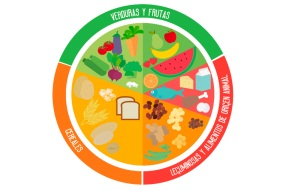 VERDURAS Y FRUTAS
CEREALES
LEGUMINOSAS Y ALIMENTOS DE ORIGEN ANIMAL